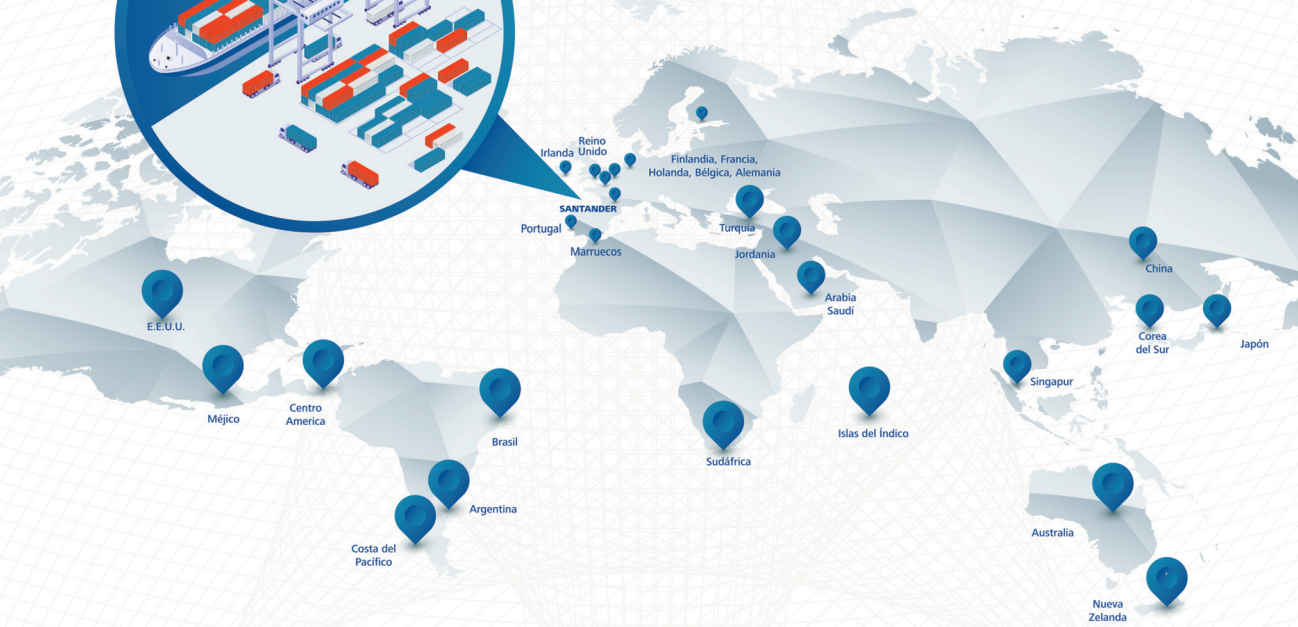 Reino
Unido
Irlanda
Finlandia, Francia,
Holanda, Bélgica, Alemania
SANTANDER
Portugal
Marruecos
Turquía
Jordania
Arabia
Saudí
China
Corea
del Sur
Japón
Singapur
E.E.U.U.
Méjico
Centro
America
Brasil
Argentina
Costa del
Pacífico
Sudáfrica
Islas del Índico
Australia
Nueva
Zelanda